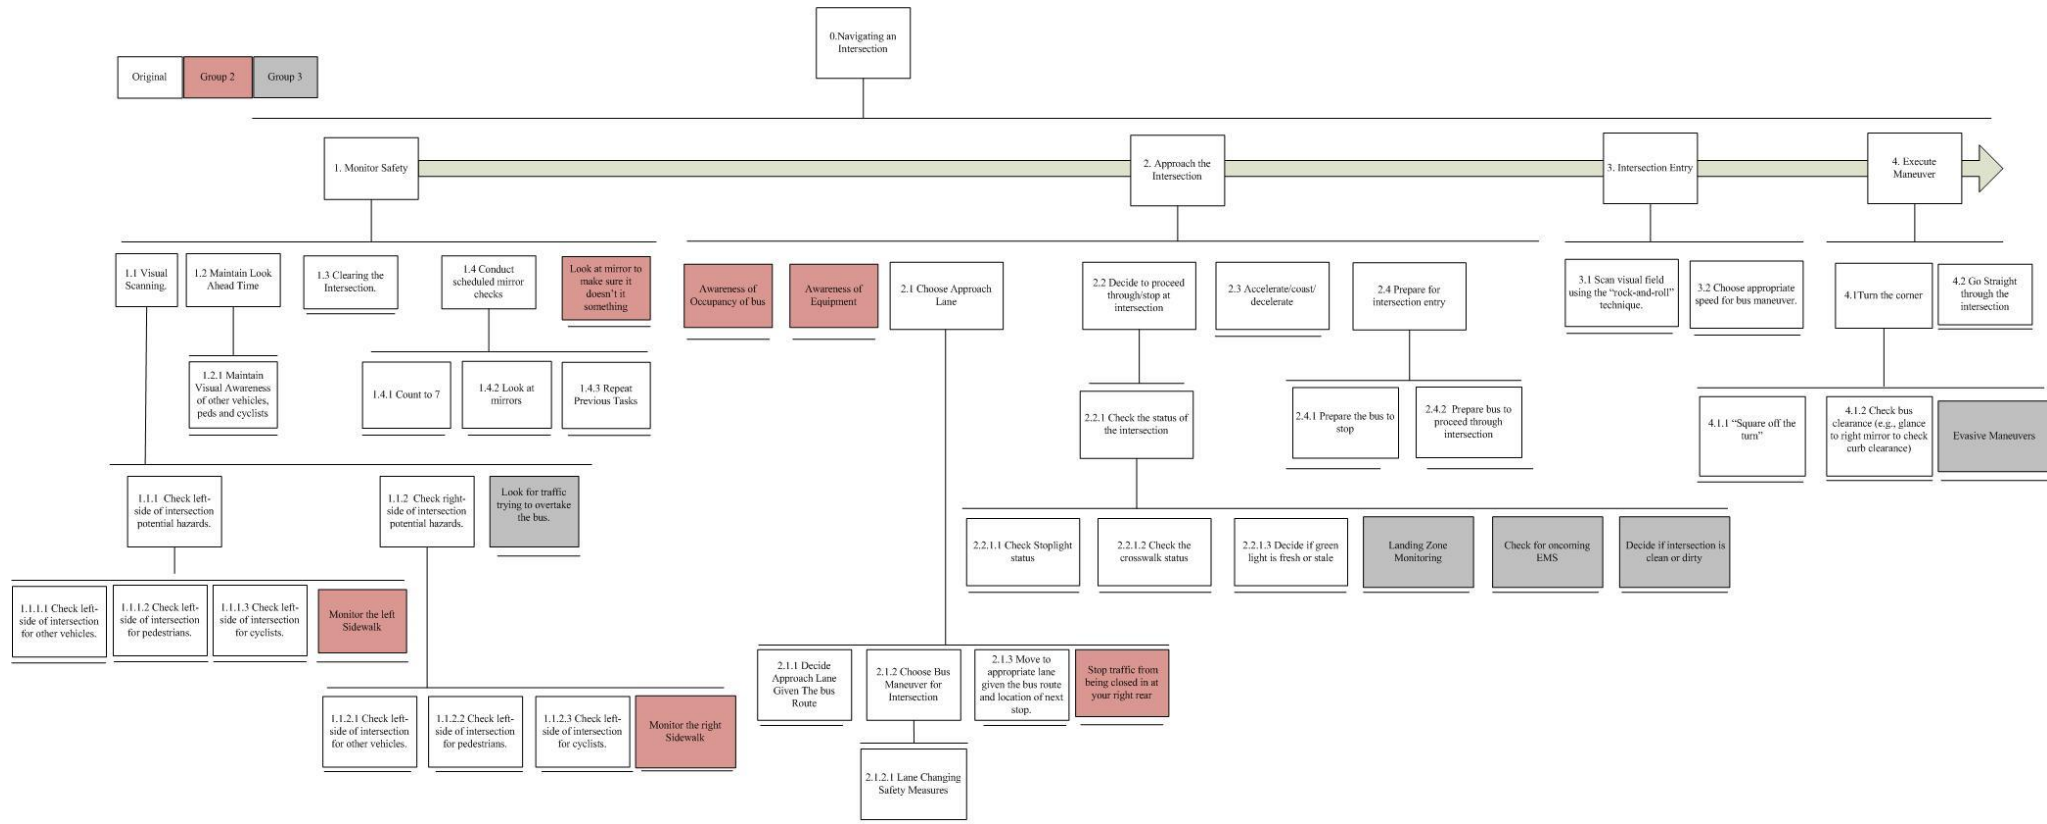 0.Navigating an
Intersection
Original
Group 2
Group 3
1. Monitor Safety
2. Approach the
Intersection
3. Intersection Entry
4. Execute
Maneuver
1.1 Visual
Scanning.
1.2 Maintain Look
Ahead Time
1.3 Clearing the
Intersection.
1.4 Conduct
scheduled mirror
checks
Look at mirror to
make sure it
doesn't it
something
Awareness of
Occupancy of bus
Awareness of
Equipment
2.1 Choose Approach
Lane
2.2 Decide to proceed
through/stop at
intersection
2.3 Accelerate/coast/
decelerate
2.4 Prepare for
intersection entry
3.1 Scan visual field
using the "rock-and-roll"
technique.
3.2 Choose appropriate
speed for bus maneuver.
4.1Turn the corner
4.2 Go Straight
through the
intersection
1.2.1 Maintain
Visual Awareness
of other vehicles,
peds and cyclists
1.4.1 Count to 7
1.4.2 Look at
mirrors
1.4.3 Repeat
Previous Tasks
2.2.1 Check the status of
the intersection
2.4.1 Prepare the bus to
stop
2.4.2 Prepare bus to
proceed through
intersection
4.1.1 "Square off the
turn"
4.1.2 Check bus
clearance (e.g., glance
to right mirror to check
curb clearance)
Evasive Maneuvers
1.1.1 Check left-
side of intersection
potential hazards.
1.1.2 Check right-
side of intersection
potential hazards.
Look for traffic
trying to overtake
the bus.
2.2.1.1 Check Stoplight
status
2.2.1.2 Check the
crosswalk status
2.2.1.3 Decide if green
light is fresh or stale
Landing Zone
Monitoring
Check for oncoming
EMS
Decide if intersection is
clean or dirty
1.1.1.1 Check left-
side of intersection
for other vehicles.
1.1.1.2 Check left-
side of intersection
for pedestrians.
1.1.1.3 Check left-
side of intersection
for cyclists.
Monitor the left
Sidewalk
2.1.1 Decide
Approach Lane
Given The bus
Route
2.1.2 Choose Bus
Maneuver for
Intersection
2.1.3 Move to
appropriate lane
given the bus route
and location of next
stop.
Stop traffic from
being closed in at
your right rear
1.1.2.1 Check left-
side of intersection
for other vehicles.
1.1.2.2 Check left-
side of intersection
for pedestrians.
1.1.2.3 Check left-
side of intersection
for cyclists.
Monitor the right
Sidewalk
2.1.2.1 Lane Changing
Safety Measures